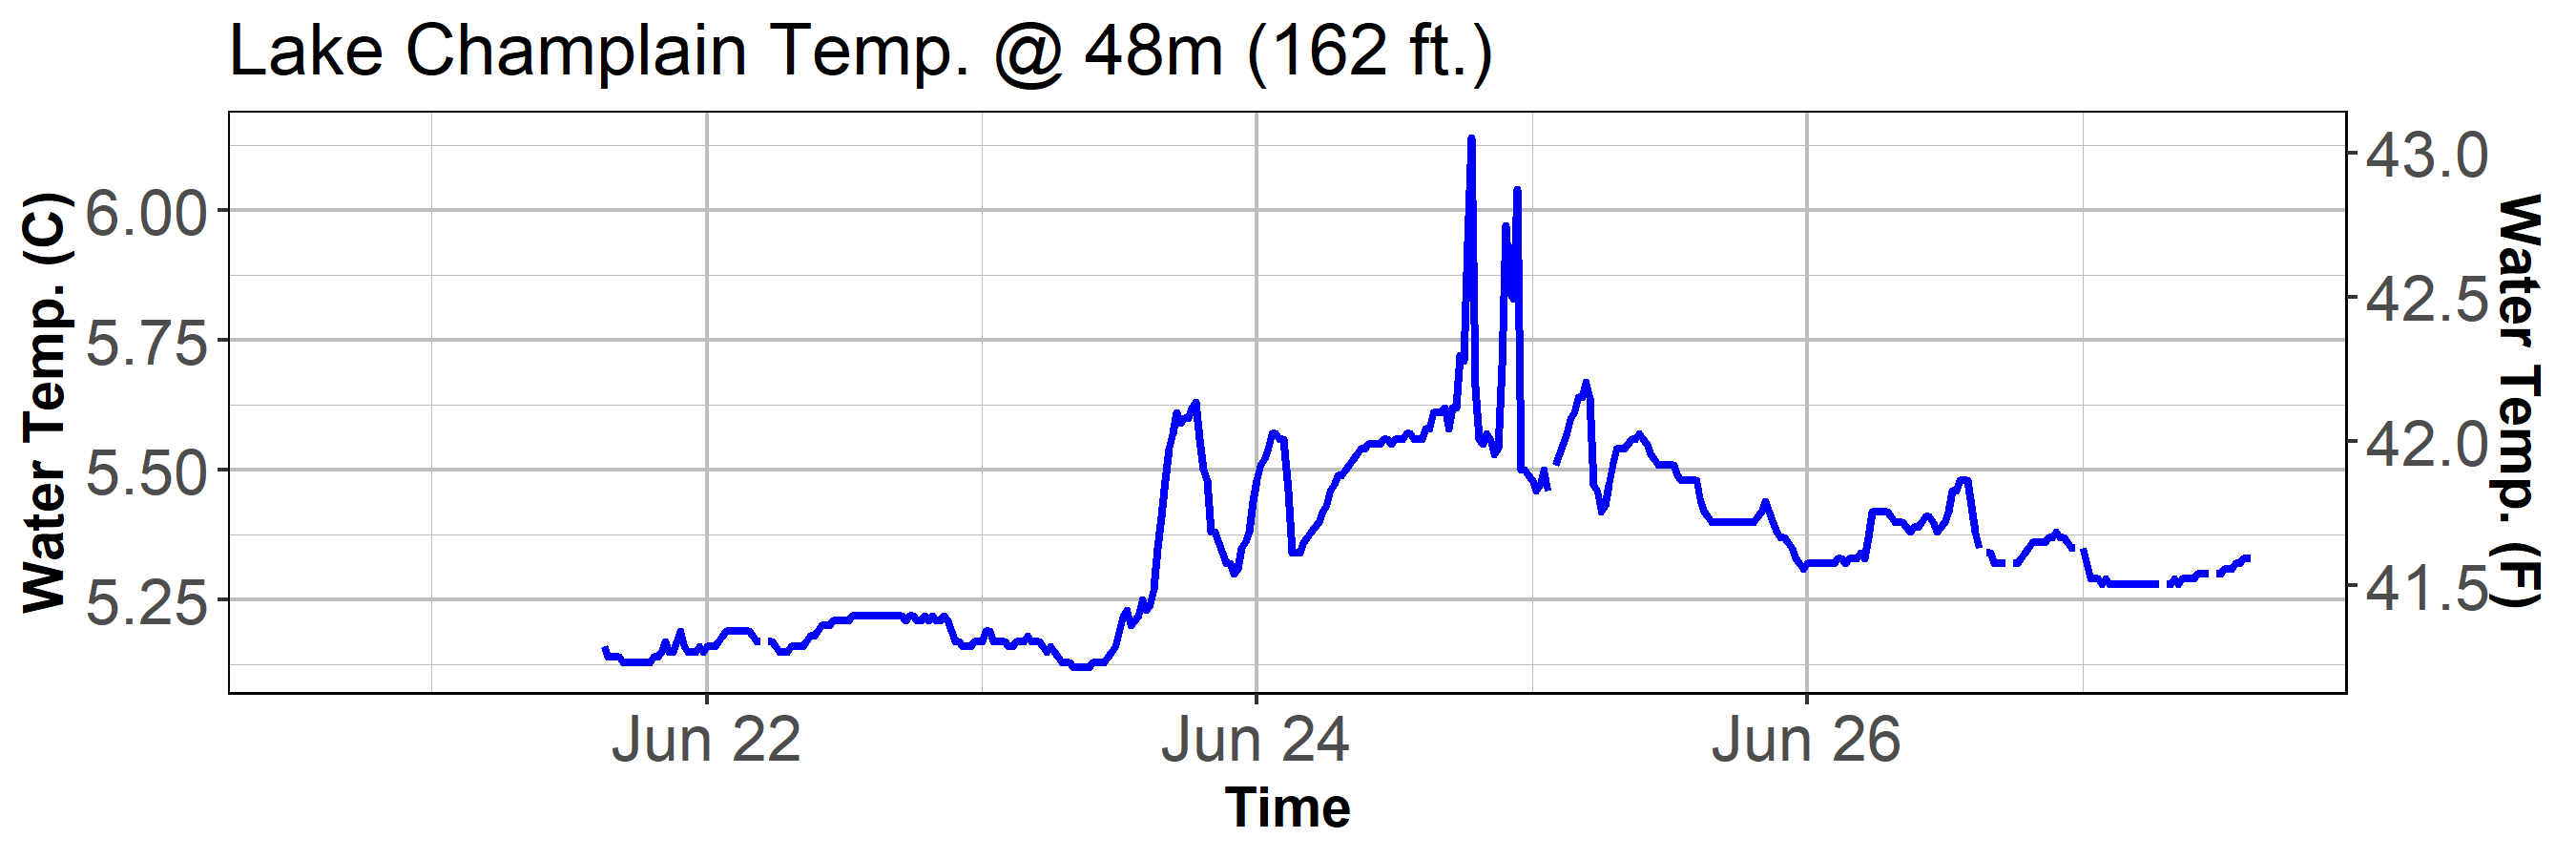 Lake Champlain Temp. @ 48m (162 ft.)
Water Temp. (C)
6.00
5.75
5.50
5.25
43.0
42.5
42.0
41.5
Water Temp. (F)
Jun 22
Jun 24
Jun 26
Time